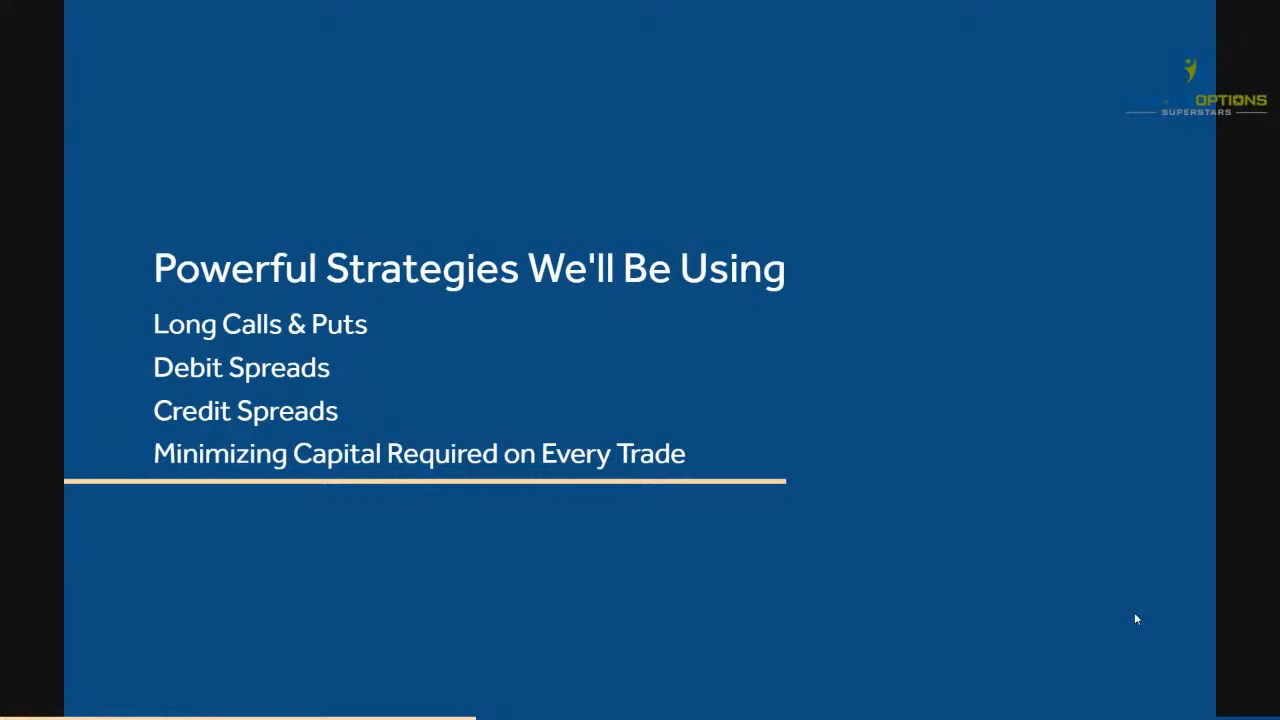 OPTIONS
SUPERSTARS
Powerful Strategies We'll Be Using
Long Calls & Puts
Debit Spreads
Credit Spreads
Minimizing Capital Required on Every Trade